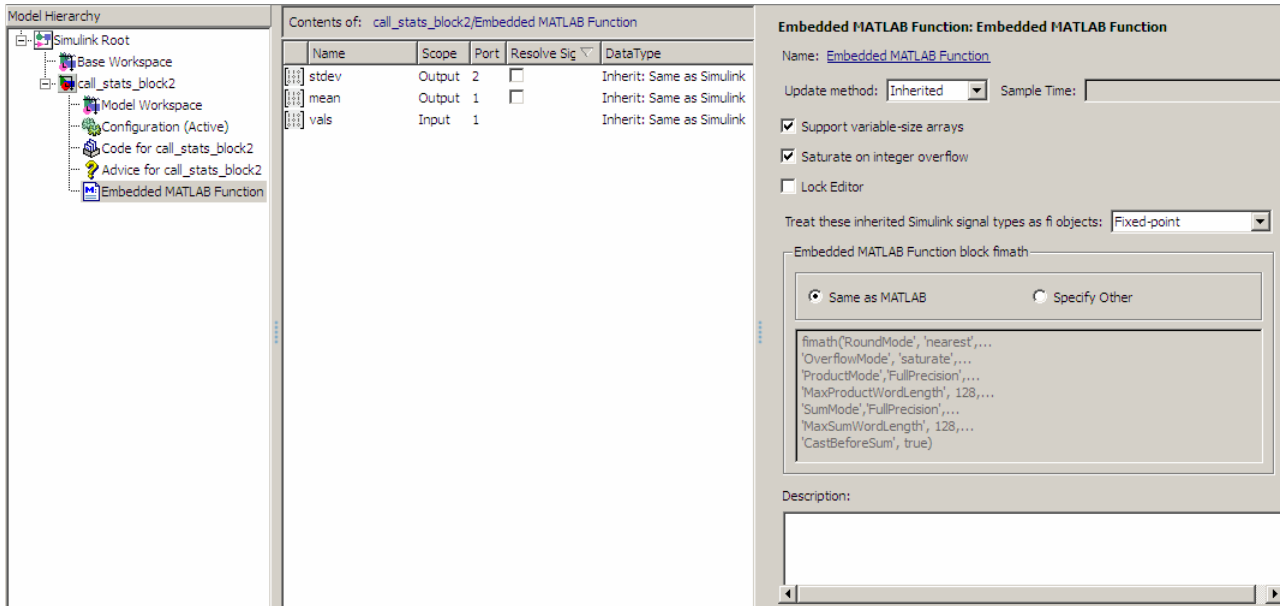 Model Hierarchy
Simulink Root
Base Workspace
call_stats_block2
Model Workspace
Configuration (Active)
Code for call_stats_block2
Advice for call_stats_block2
Embedded MATLAB Function
Contents of: call_stats_block2/Embedded MATLAB Function
Name Scope Port Resolve Sig DataType
stdev Output 2 Inherit: Same as Simulink
mean Output 1 Inherit: Same as Simulink
vals Input 1 Inherit: Same as Simulink
Embedded MATLAB Function: Embedded MATLAB Function
Name: Embedded MATLAB Function
Update method: Inherited Sample Time:
Support variable-size arrays
Saturate on integer overflow
Lock Editor
Treat these inherited Simulink signal types as fi objects: Fixed-point
Embedded MATLAB Function block fimath
Same as MATLAB Specify Other
fimath('RoundMode', 'nearest',...
'OverflowMode', 'saturate',...
'ProductMode','FullPrecision',...
'MaxProductWordLength', 128,...
'SumMode','FullPrecision',...
'MaxSumWordLength', 128,...
'CastBeforeSum', true)
Description: